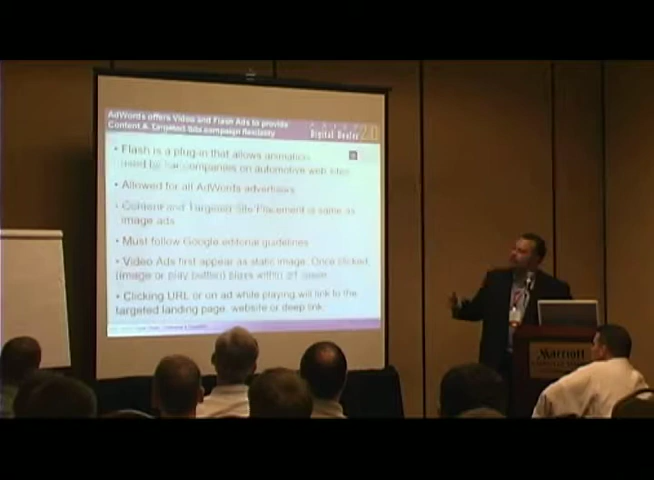 AdWords offers Video and Flash Ads to provide
Content & Targeted Site campaign flexibility
Digital Dealer 2.0
• Flash is a plug-in that allows animation
used by car companies on automotive web sites
• Allowed for all AdWords advertisers
• Content and Targeted Site Placement is same as
image ads
• Must follow Google editorial guidelines
• Video Ads first appear as static image. Once clicked,
(image or play button) plays within
• Clicking URL or on ad while playing will link to the
targeted landing page, website or deep link.
Marriott